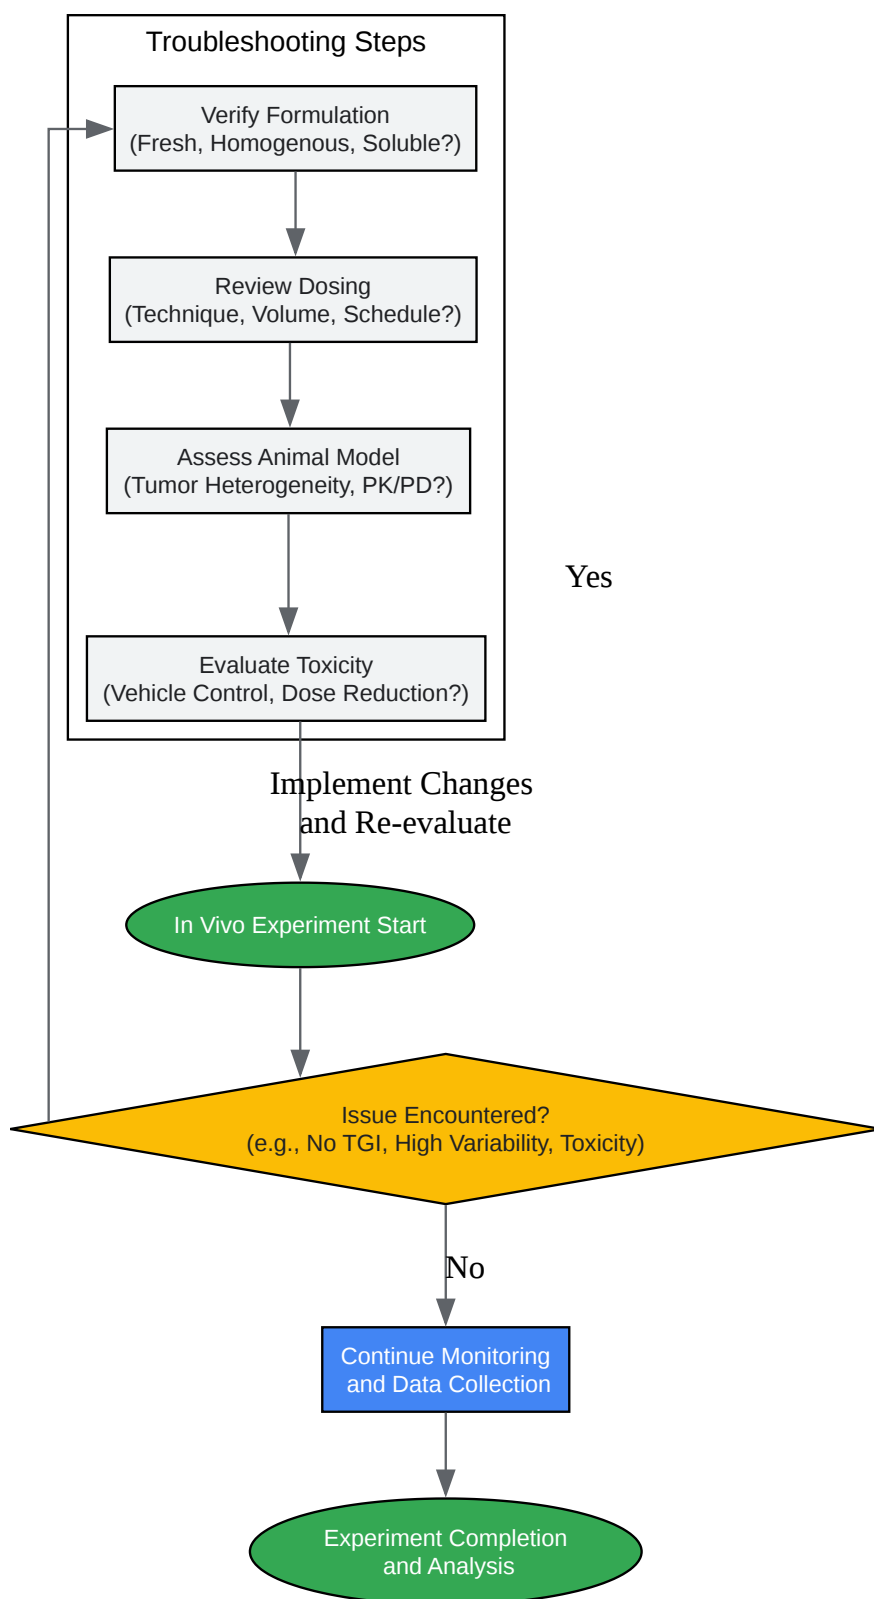 Troubleshooting Steps
Verify Formulation
(Fresh, Homogenous, Soluble?)
Review Dosing
(Technique, Volume, Schedule?)
Assess Animal Model
(Tumor Heterogeneity, PK/PD?)
Yes
Evaluate Toxicity
(Vehicle Control, Dose Reduction?)
Implement Changes
and Re-evaluate
In Vivo Experiment Start
Issue Encountered?
(e.g., No TGI, High Variability, Toxicity)
No
Continue Monitoring
and Data Collection
Experiment Completion
and Analysis